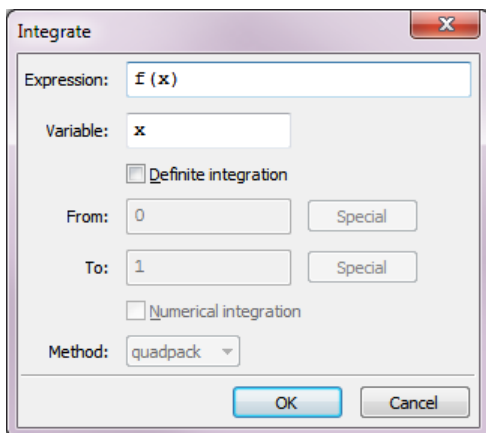 Integrate
Expression: f(x)
Variable: x
Definite integration
From: 0 Special
To: 1 Special
Numerical integration
Method: quadpack
OK Cancel